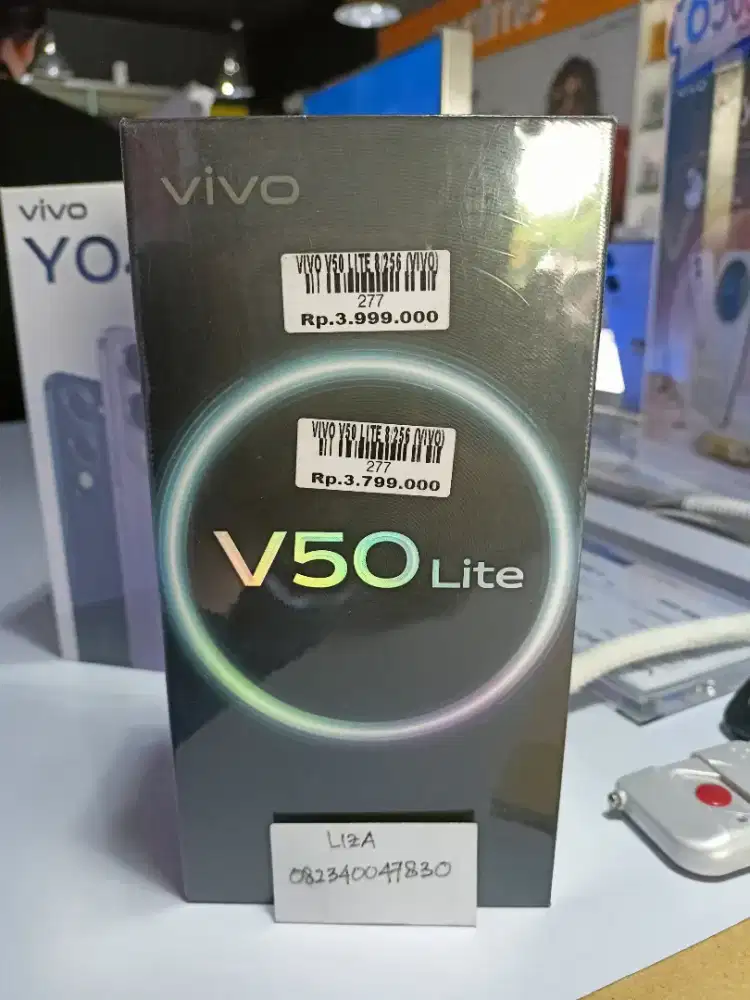 vivo
VIVO V50 LITE 8/256 (VIVO)
277
Rp.3.999.000
VIVO V50 LITE 8/256 (VIVO)
277
Rp.3.799.000
V50 Lite
LIZA
082340047830
vivo